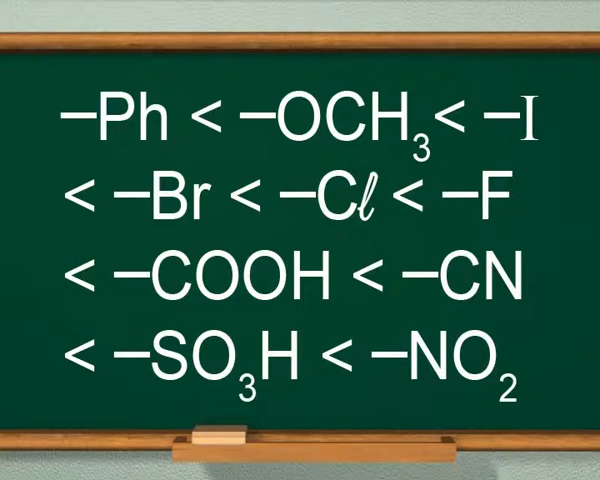 –Ph < –OCH₃ < –I
< –Br < –Cℓ < –F
< –COOH < –CN
< –SO₃H < –NO₂